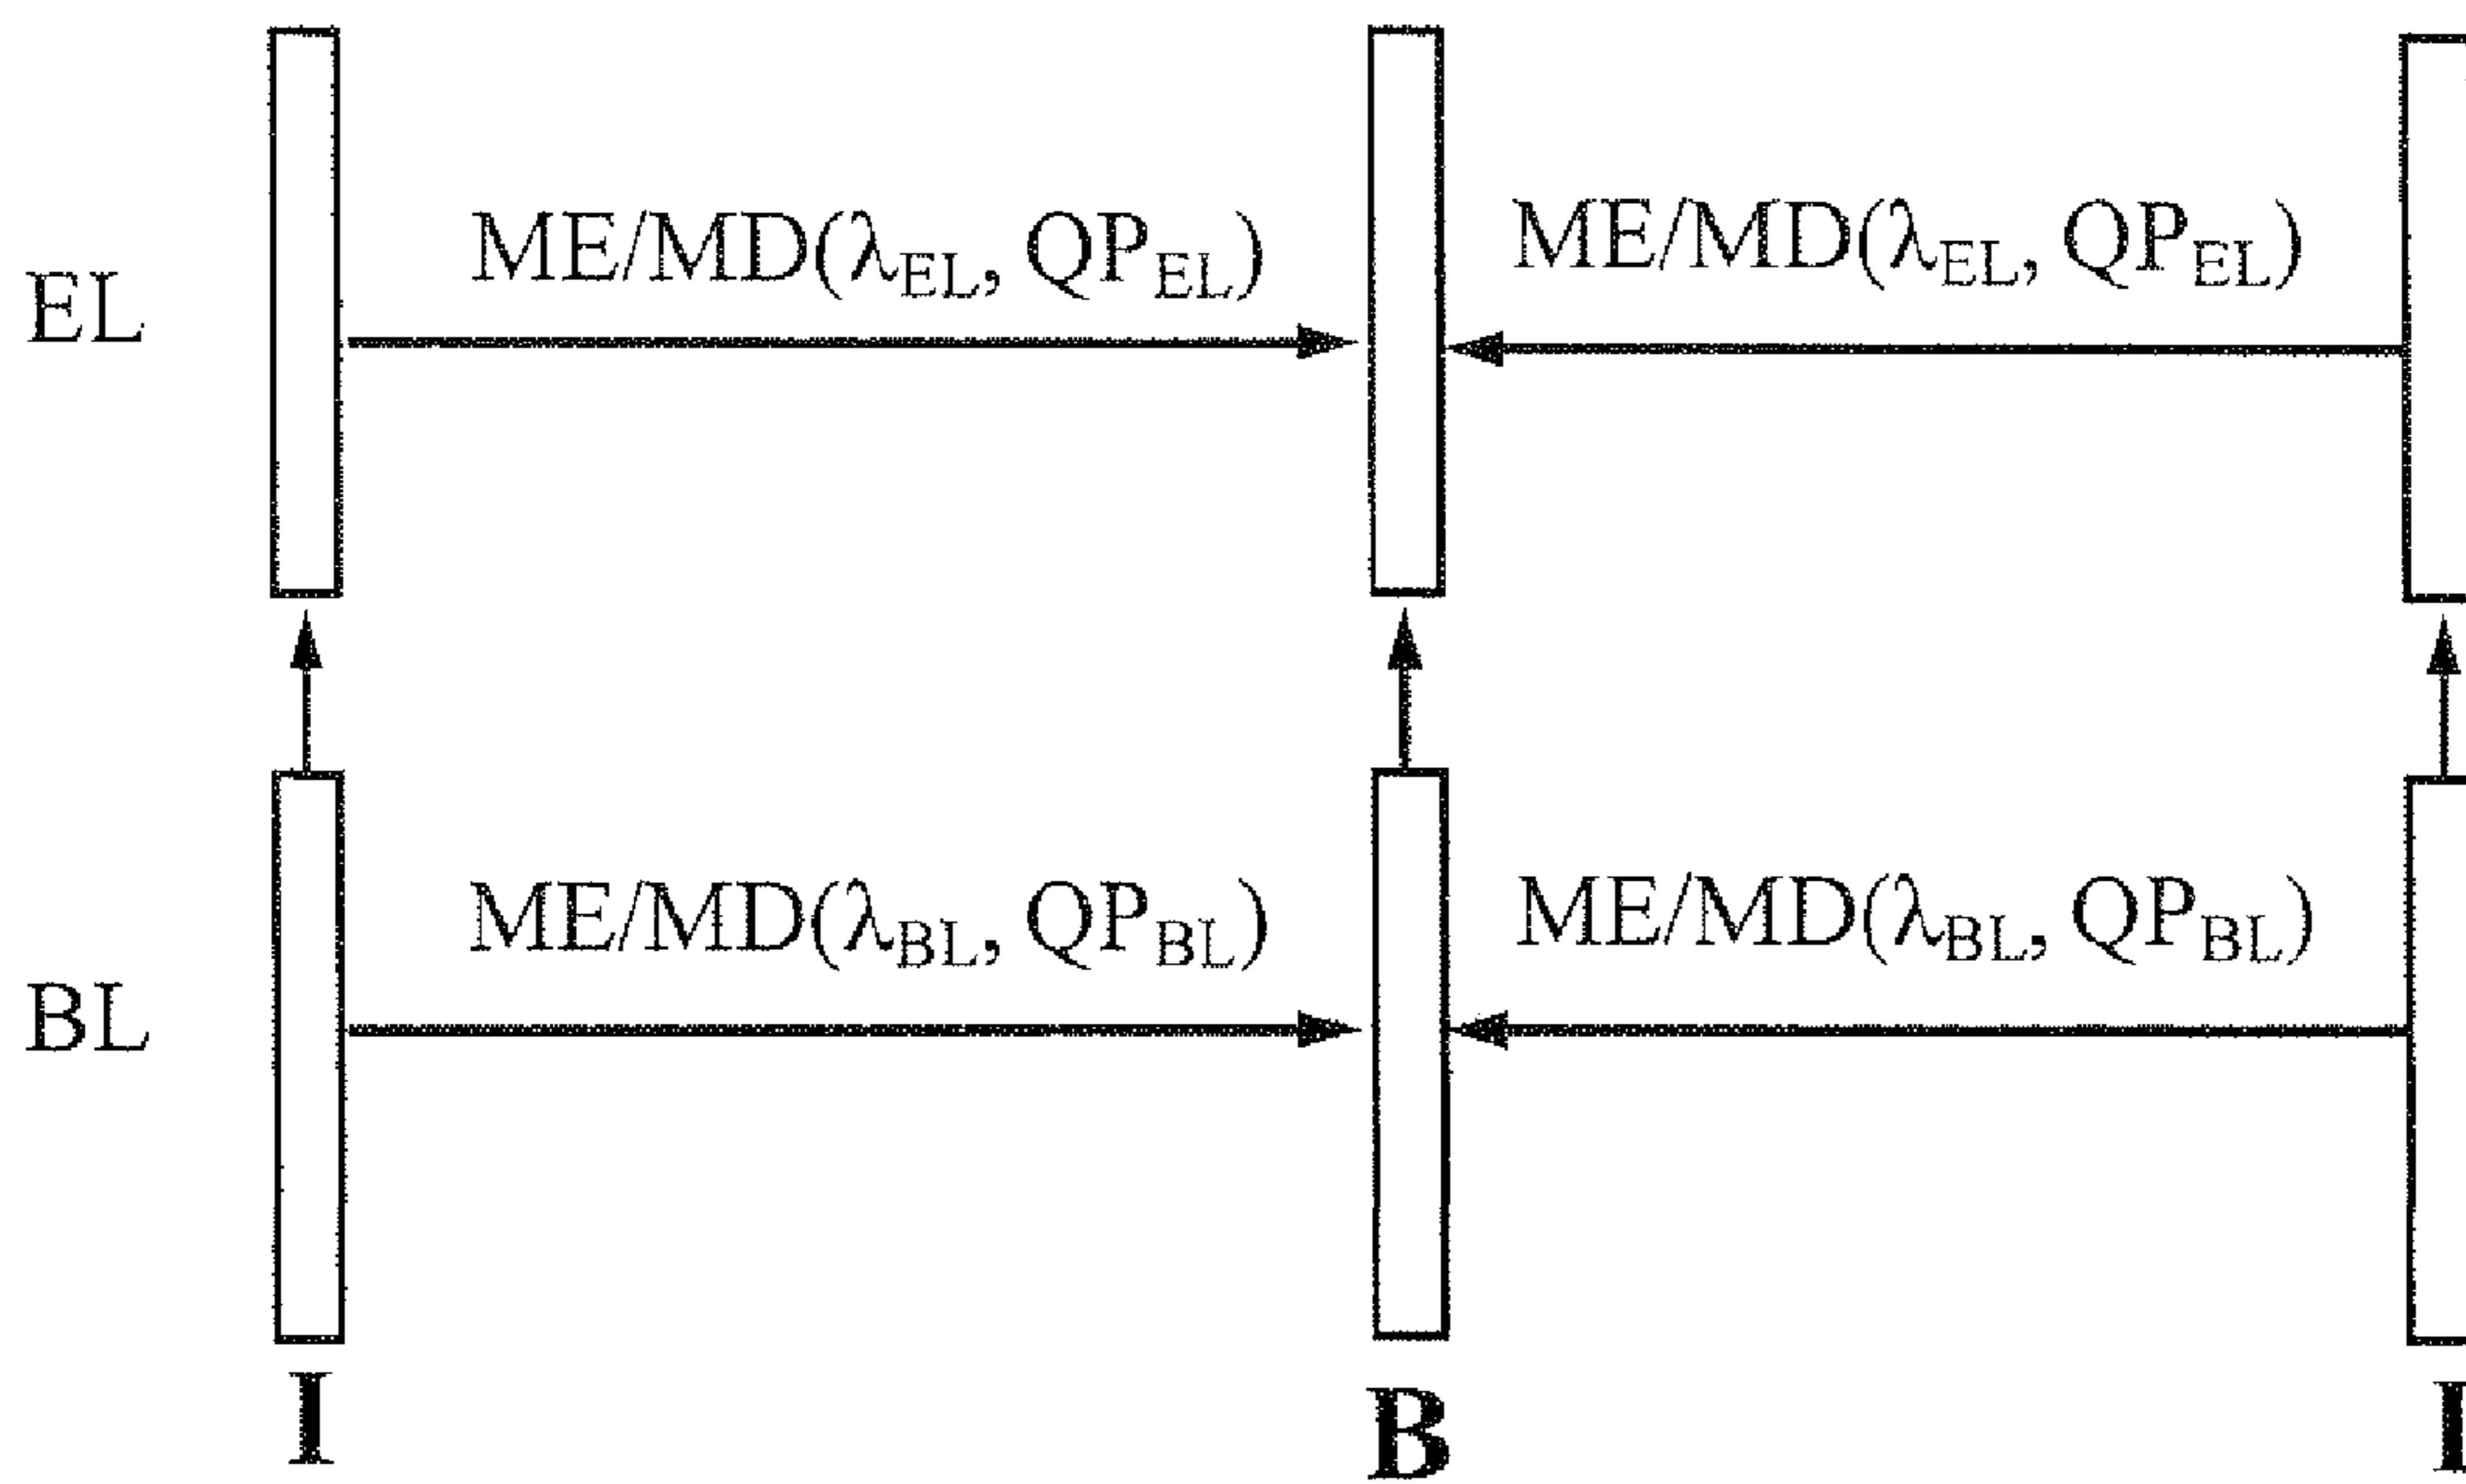 ME/MD(λEL, QPEL) ME/MD(λEL, QPEL)
EL
ME/MD(λBL, QPBL) ME/MD(λBL, QPBL)
BL
I B